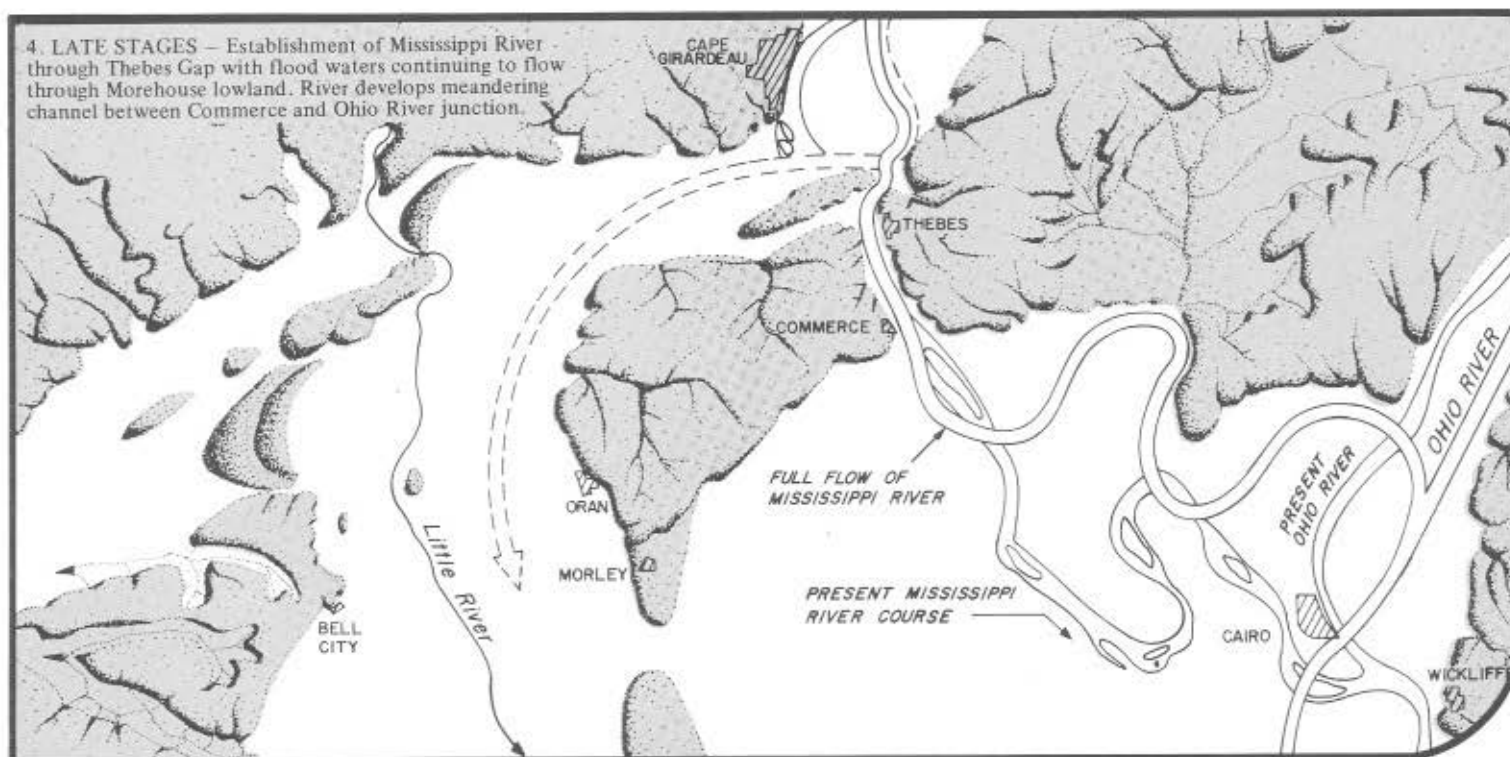 4. LATE STAGES – Establishment of Mississippi River
through Thebes Gap with flood waters continuing to flow
through Morehouse lowland. River develops meandering
channel between Commerce and Ohio River junction.
CAPE
GIRARDEAU
THEBES
COMMERCE
OHIO RIVER
FULL FLOW OF
MISSISSIPPI RIVER
PRESENT
OHIO RIVER
ORAN
Little River
MORLEY
PRESENT MISSISSIPPI
RIVER COURSE
BELL
CITY
CAIRO
WICKLIFF